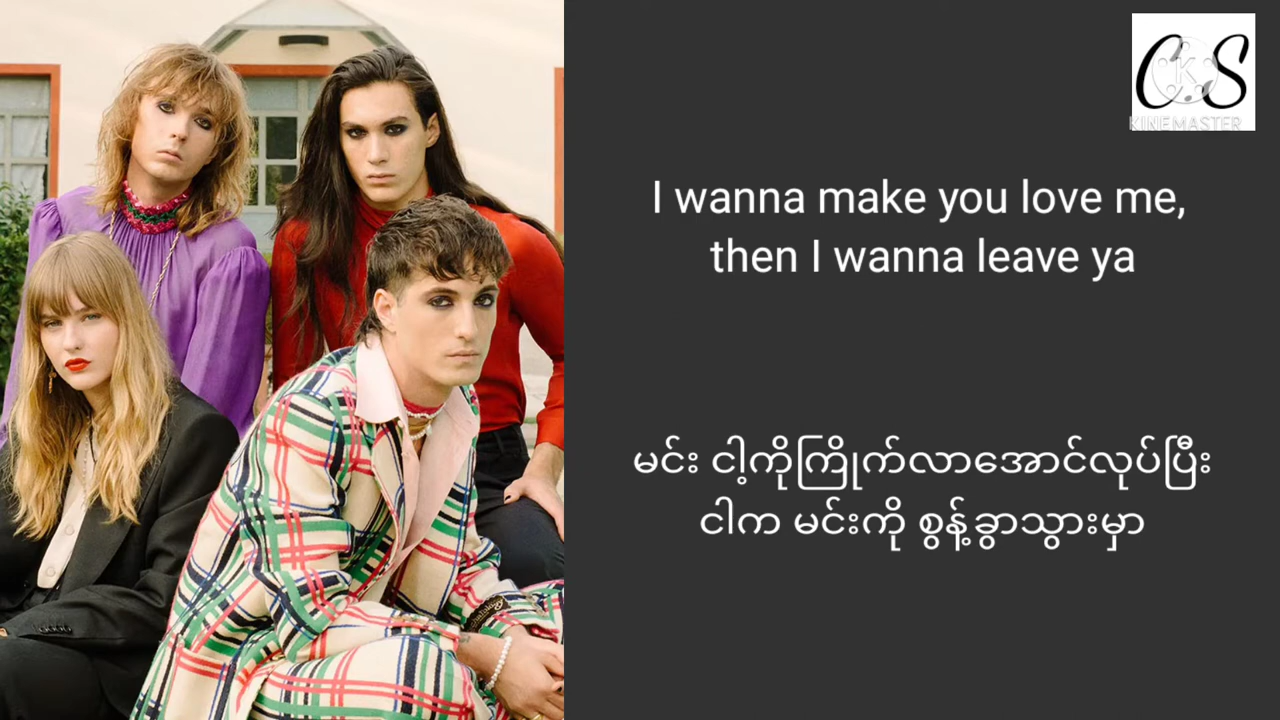 CS
KINEMASTER
I wanna make you love me,
then I wanna leave ya
မင်း ငါ့ကိုကြိုက်လာအောင်လုပ်ပြီး
ငါက မင်းကို စွန့်ခွာသွားမှာ